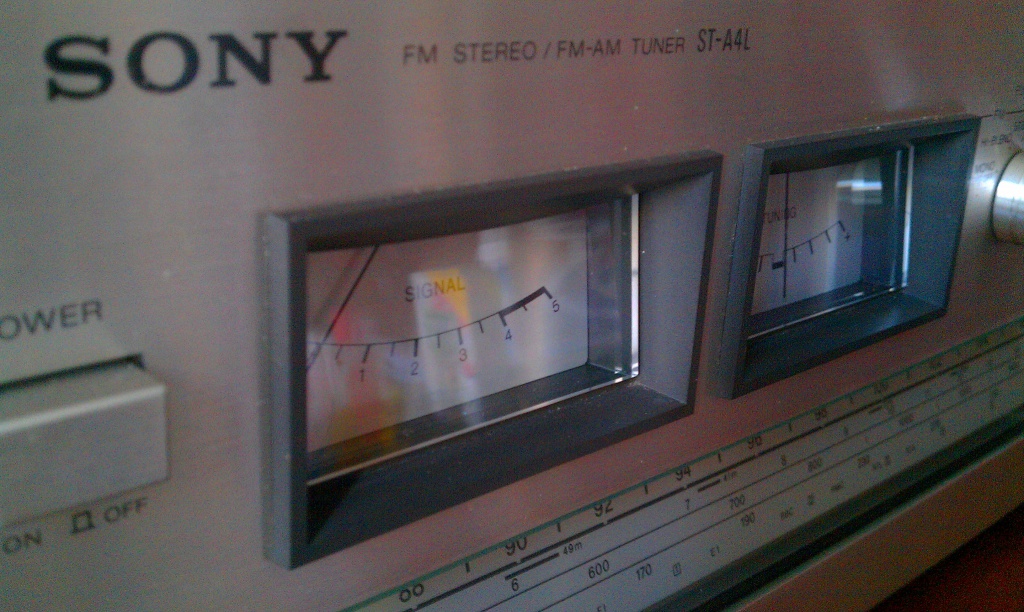 SONY FM STEREO / FM-AM TUNER ST-A4L
SIGNAL
1 2 3 4 5
TUNING
OWER
ON OFF
90 92 94 96
6 49m 7 41m 8
600 700 800
170 190